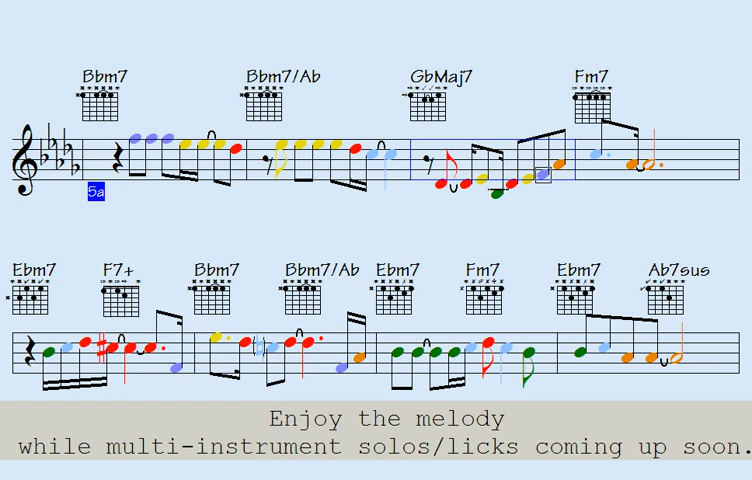 Bbm7 Bbm7/Ab GbMaj7 Fm7
5a
Ebm7 F7+ Bbm7 Bbm7/Ab Ebm7 Fm7 Ebm7 Ab7sus
Enjoy the melody
while multi-instrument solos/licks coming up soon.